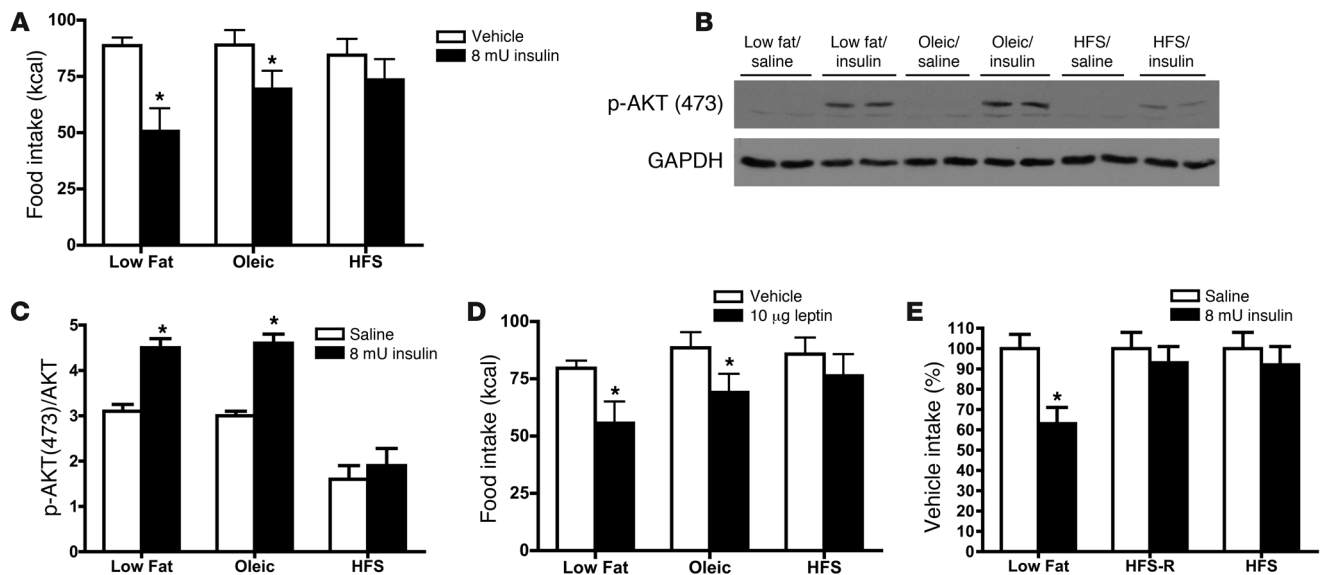 A
100
75
50
25
0
Food intake (kcal)
* *
Low Fat Oleic HFS
Vehicle
8 mU insulin
B
Low fat/ Low fat/ Oleic/ Oleic/ HFS/ HFS/
saline insulin saline insulin saline insulin
p-AKT (473)
GAPDH
C
5
4
3
2
1
0
p-AKT(473)/AKT
* *
Low Fat Oleic HFS
Saline
8 mU insulin
D
Vehicle
10 µg leptin
100
75
50
25
0
Food intake (kcal)
* *
Low Fat Oleic HFS
E
Saline
8 mU insulin
110
100
90
80
70
60
50
40
30
20
10
0
Vehicle intake (%)
*
Low Fat HFS-R HFS